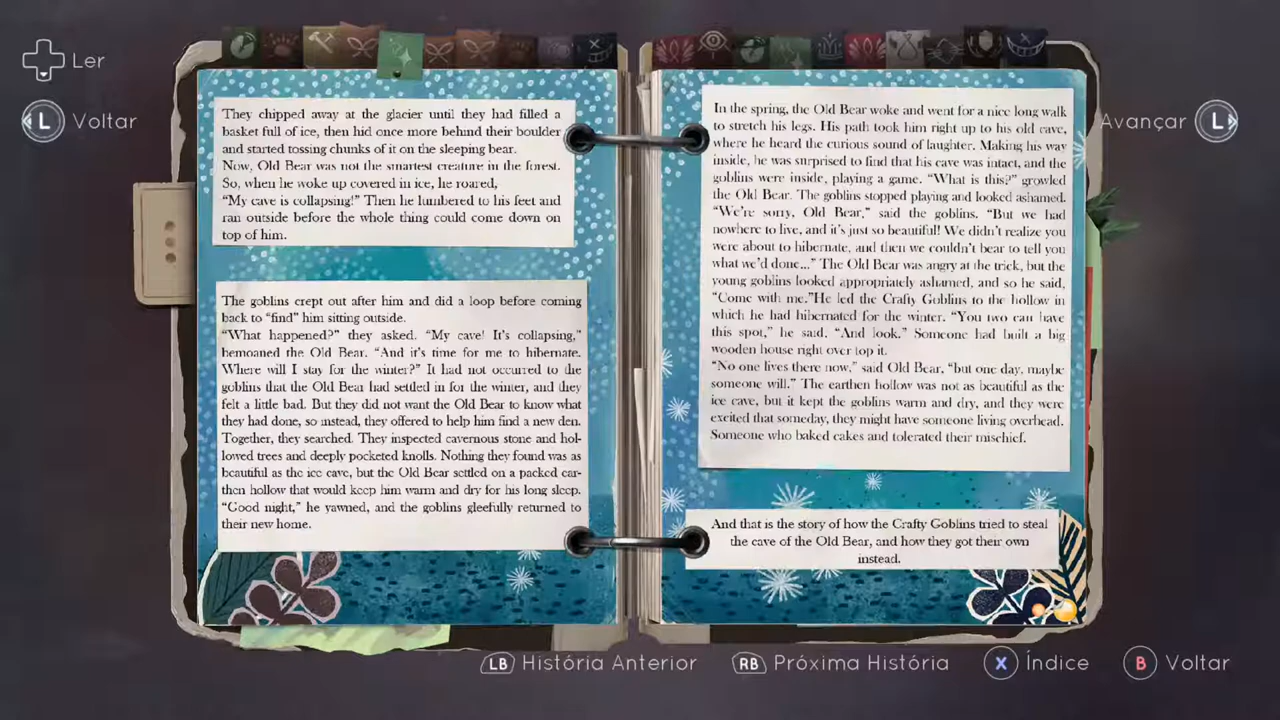 Ler
L
Voltar
They chipped away at the glacier until they had filled a
basket full of ice, then hid once more behind their boulder
and started tossing chunks of it on the sleeping bear.
Now, Old Bear was not the smartest creature in the forest.
So, when he woke up covered in ice, he roared,
“My cave is collapsing!” Then he lumbered to his feet and
ran outside before the whole thing could come down on
top of him.
The goblins crept out after him and did a loop before coming
back to “find” him sitting outside.
“What happened?” they asked. “My cave! It’s collapsing,”
bemoaned the Old Bear. “And it’s time for me to hibernate.
Where will I stay for the winter?” It had not occurred to the
goblins that the Old Bear had settled in for the winter, and they
felt a little bad. But they did not want the Old Bear to know what
they had done, so instead, they offered to help him find a new den.
Together, they searched. They inspected cavernous stone and hol-
lowed trees and deeply pocketed knolls. Nothing they found was as
beautiful as the ice cave, but the Old Bear settled on a packed ear-
then hollow that would keep him warm and dry for his long sleep.
“Good night,” he yawned, and the goblins gleefully returned to
their new home.
In the spring, the Old Bear woke and went for a nice long walk
to stretch his legs. His path took him right up to his old cave,
where he heard the curious sound of laughter. Making his way
inside, he was surprised to find that his cave was intact, and the
goblins were inside, playing a game. “What is this?” growled
the Old Bear. The goblins stopped playing and looked ashamed.
“We’re sorry, Old Bear,” said the goblins. “But we had
nowhere to live, and it’s just so beautiful! We didn’t realize you
were about to hibernate, and then we couldn’t bear to tell you
what we’d done...” The Old Bear was angry at the trick, but the
young goblins looked appropriately ashamed, and so he said,
“Come with me.”He led the Crafty Goblins to the hollow in
which he had hibernated for the winter. “You two can have
this spot,” he said. “And look.” Someone had built a big
wooden house right over top it.
“No one lives there now,” said Old Bear, “but one day, maybe
someone will.” The earthen hollow was not as beautiful as the
ice cave, but it kept the goblins warm and dry, and they were
excited that someday, they might have someone living overhead.
Someone who baked cakes and tolerated their mischief.
And that is the story of how the Crafty Goblins tried to steal
the cave of the Old Bear, and how they got their own
instead.
Avançar
L
LB História Anterior
RB Próxima História
X Índice
B Voltar